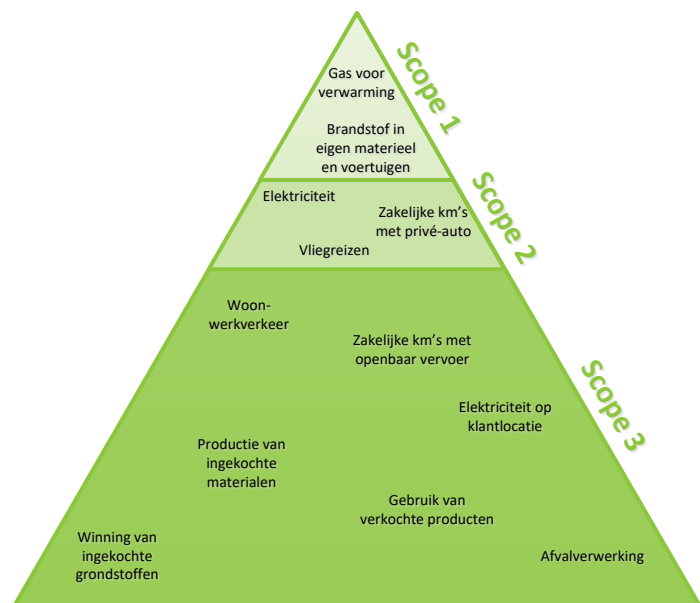 Gas voor
verwarming
Scope 1
Brandstof in
eigen materieel
en voertuigen
Elektriciteit
Zakelijke km's
met privé-auto
Vliegreizen
Scope 2
Woon-
werkverkeer
Zakelijke km's met
openbaar vervoer
Elektriciteit op
klantlocatie
Scope 3
Productie van
ingekochte
materialen
Gebruik van
verkochte producten
Winning van
ingekochte
grondstoffen
Afvalverwerking